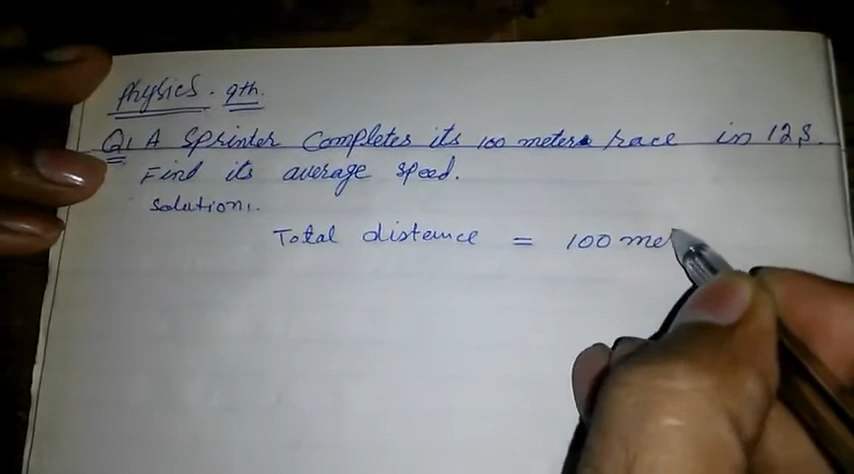 Physics. 9th.
Q1 A Sprinter Completes its 100 meters race in 12s.
Find its average speed.
Solution:.
Total distance = 100 me